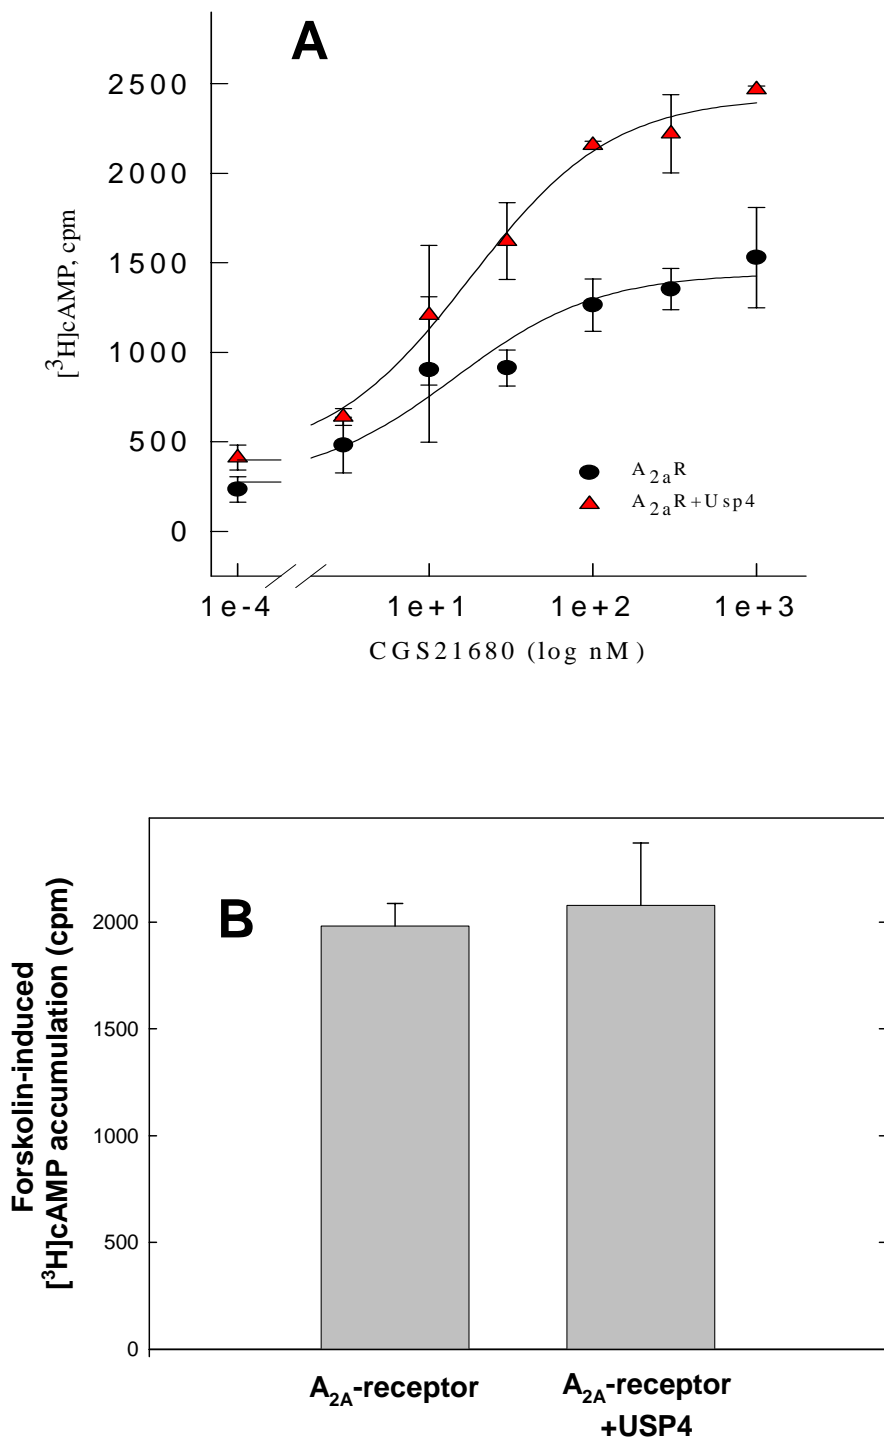 A
2500
2000
1500
1000
500
0
[³H]cAMP, cpm
A₂ₐR
A₂ₐR+Usp4
1e-4 1e+1 1e+2 1e+3
CGS21680 (log nM)
B
Forskolin-induced
[³H]cAMP accumulation (cpm)
2000
1500
1000
500
0
A₂A-receptor
A₂A-receptor
+USP4